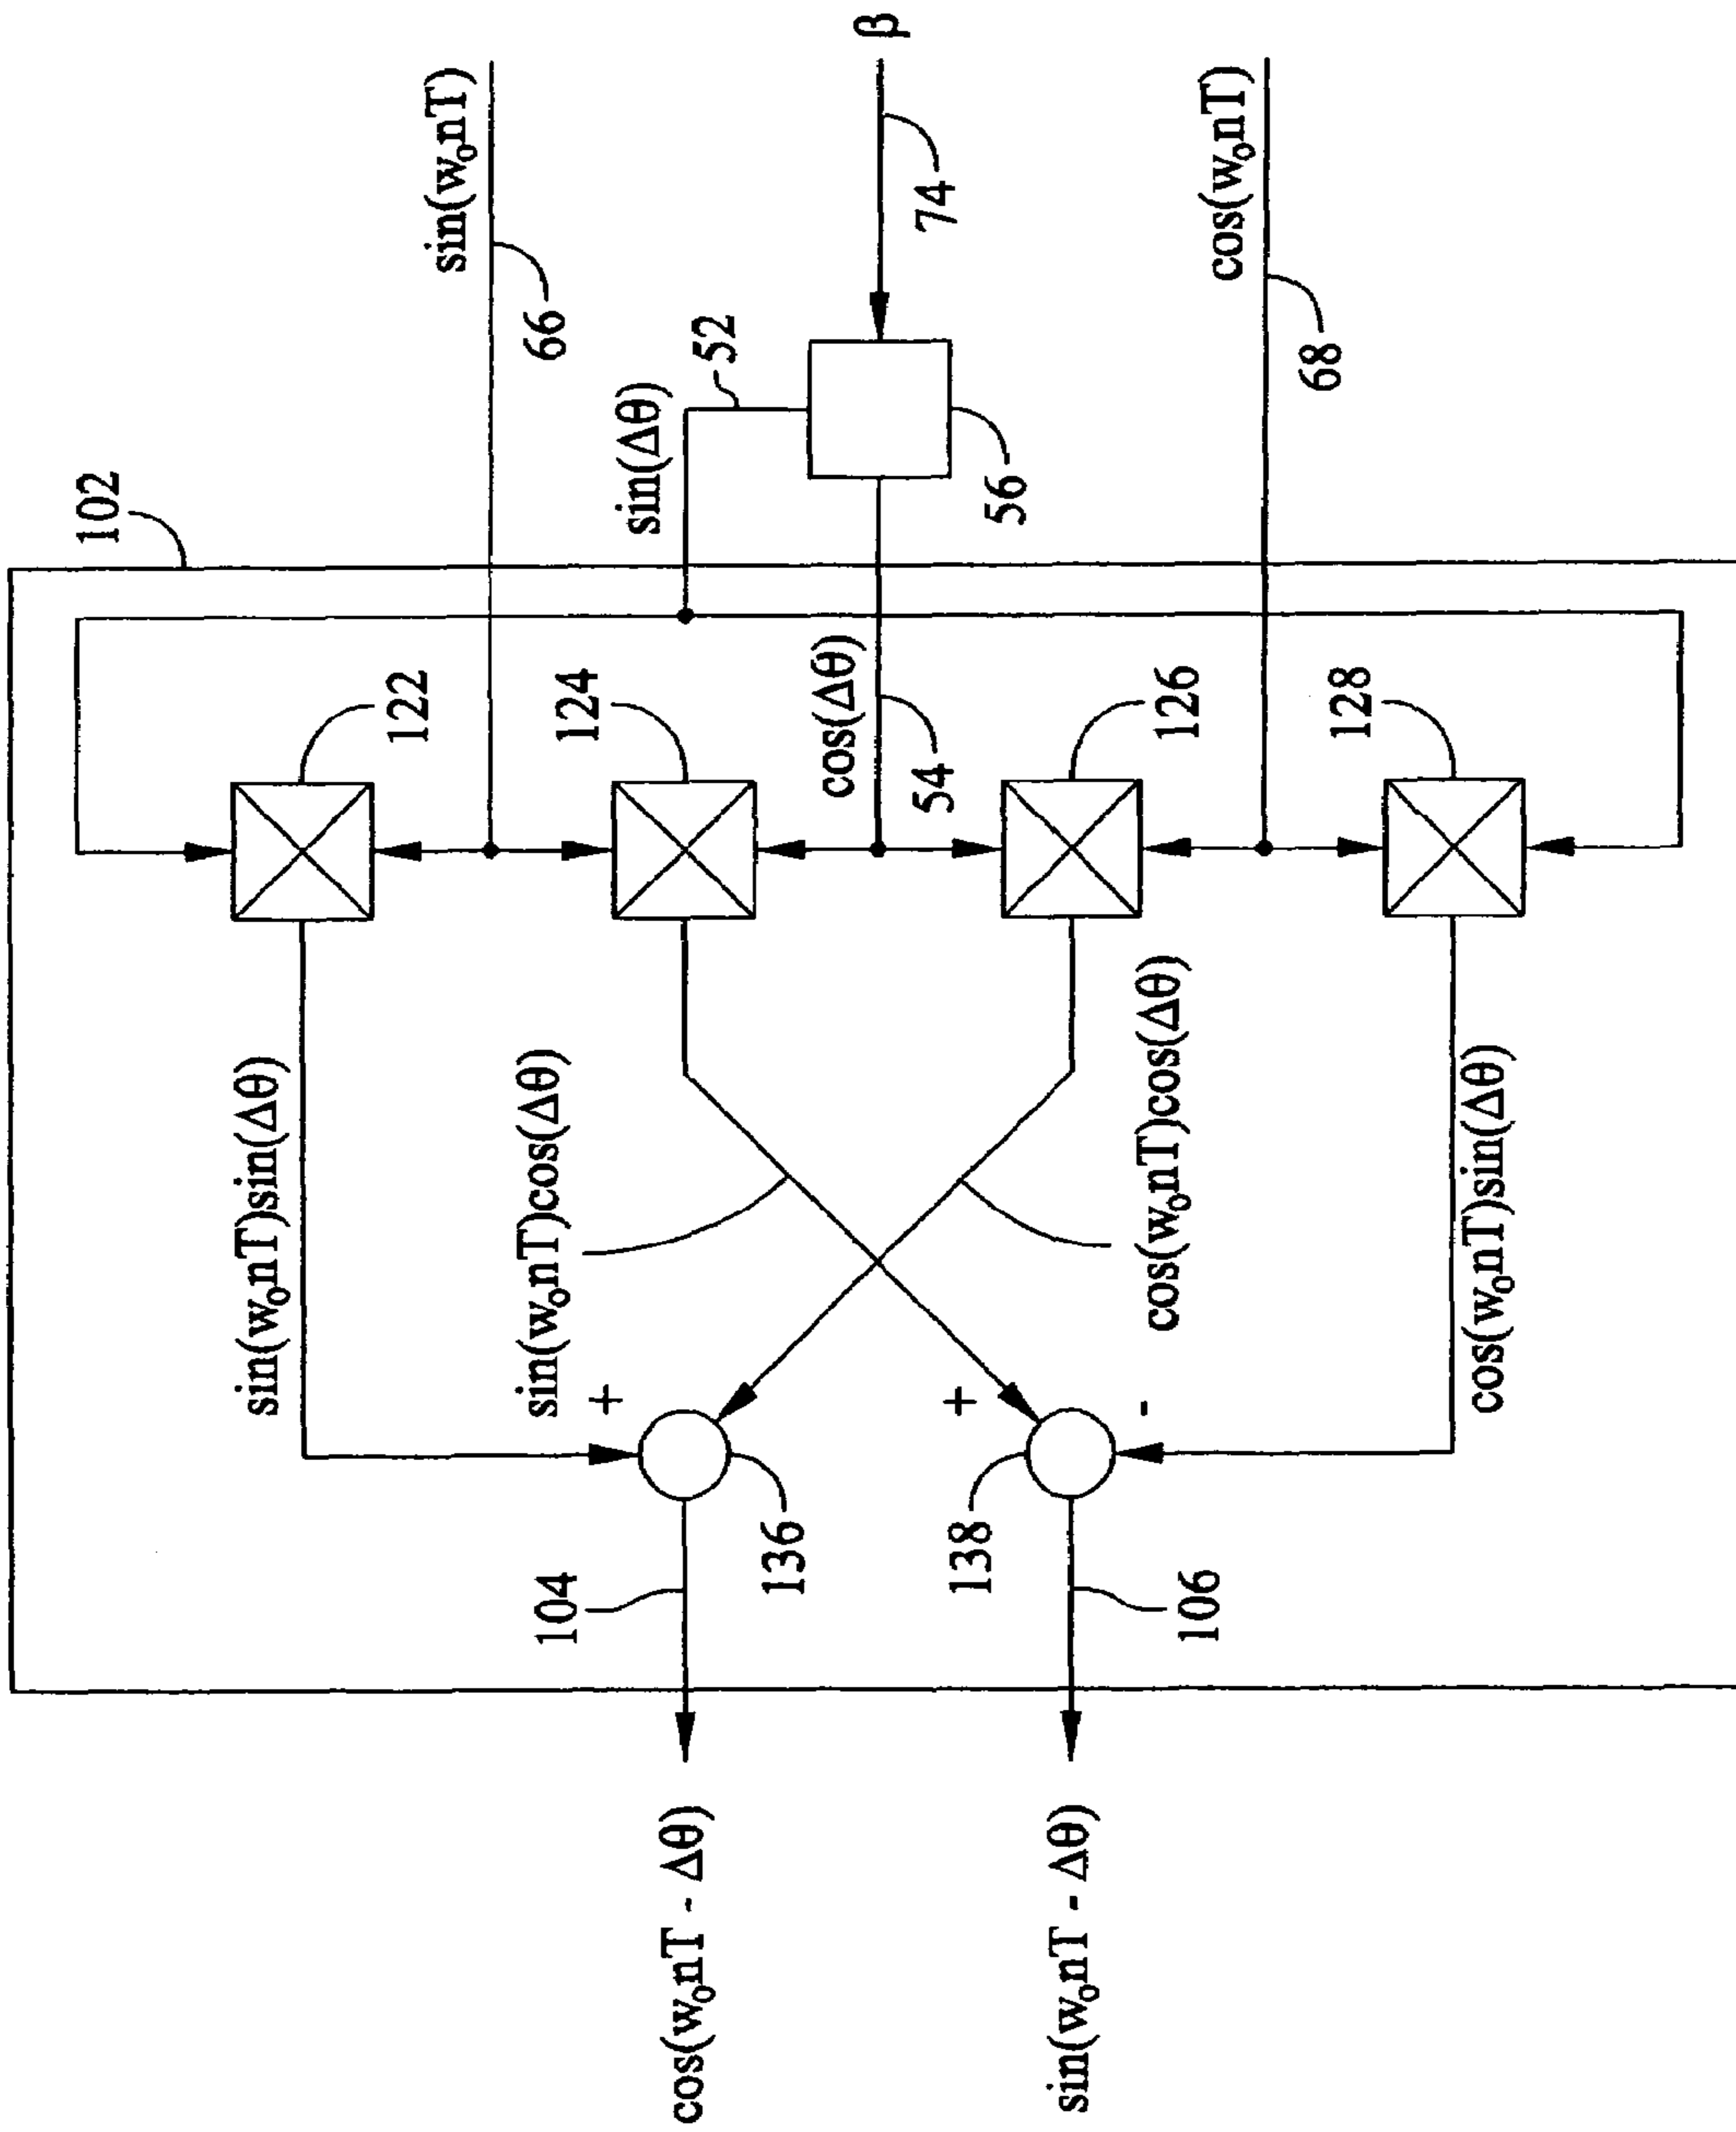 102
sin(w₀nT)
66
sin(Δθ)
52
β
74
56
cos(w₀nT)
68
122
124
cos(Δθ)
54
126
128
sin(w₀nT)sin(Δθ)
sin(w₀nT)cos(Δθ)
cos(w₀nT)cos(Δθ)
cos(w₀nT)sin(Δθ)
+
+
-
136
138
104
106
cos(w₀nT - Δθ)
sin(w₀nT - Δθ)